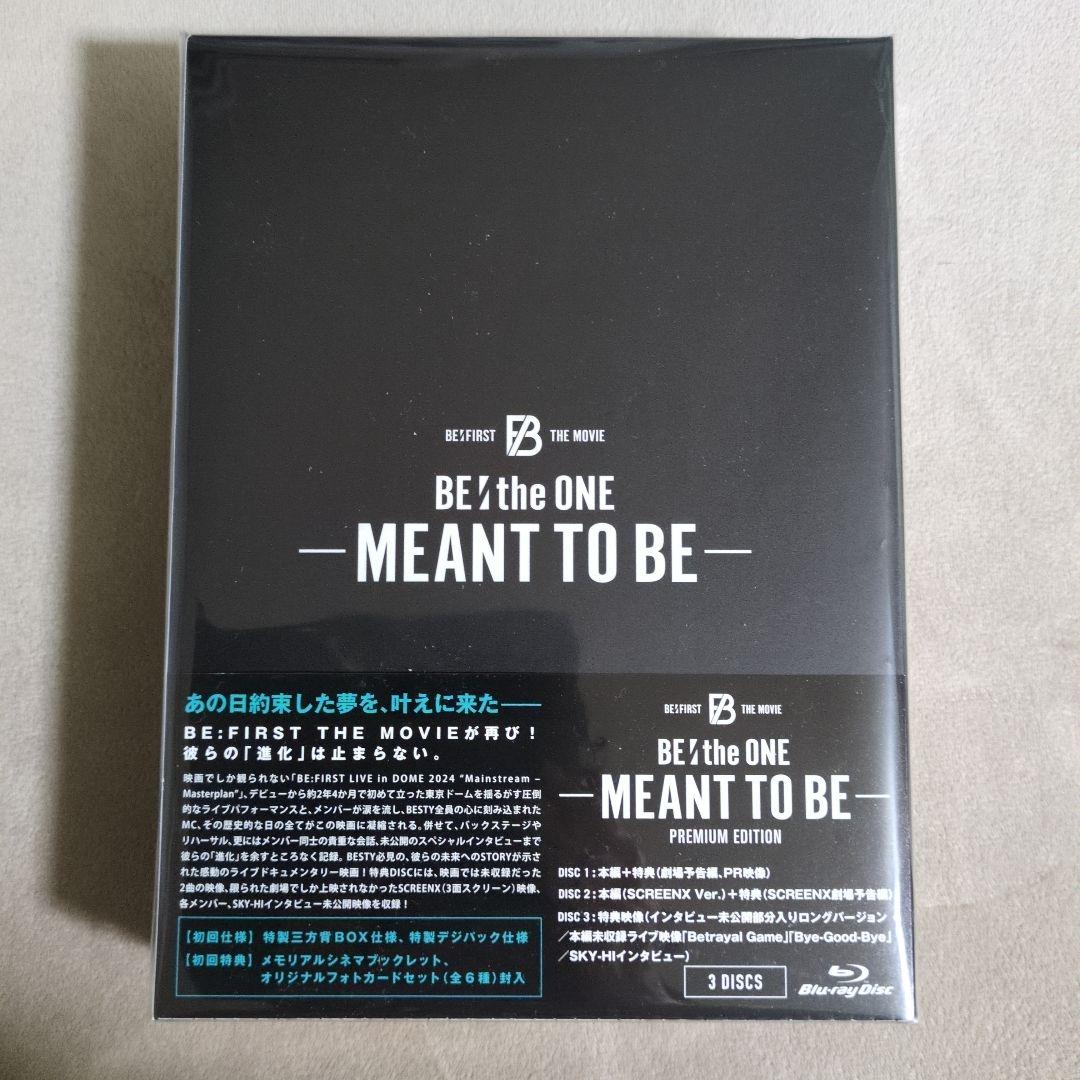 BE:FIRST THE MOVIE
BE:the ONE
—MEANT TO BE—
あの日約束した夢を、叶えに来た——
BE:FIRST THE MOVIEが再び！
彼らの「進化」は止まらない。
映画でしか観られない「BE:FIRST LIVE in DOME 2024 “Mainstream –
Masterplan”」、デビューから約2年4か月で初めて立った東京ドームを揺るがす圧倒
的なライブパフォーマンスと、メンバーが涙を流し、BESTY全員の心に刻み込まれた
MC、その歴史的な日の全てがこの映画に凝縮される。併せて、バックステージや
リハーサル、更にはメンバー同士の貴重な会話、未公開のスペシャルインタビューまで
彼らの「進化」を余すところなく記録。BESTY必見の、彼らの未来へのSTORYが示さ
れた感動のライブドキュメンタリー映画！特典DISCには、映画では未収録だった
2曲の映像、限られた劇場でしか上映されなかったSCREENX（3面スクリーン）映像、
各メンバー、SKY-HIインタビュー未公開映像を収録！
【初回仕様】特製三方背BOX仕様、特製デジパック仕様
【初回特典】メモリアルシネマブックレット、
オリジナルフォトカードセット（全6種）封入
BE:FIRST THE MOVIE
BE:the ONE
—MEANT TO BE—
PREMIUM EDITION
DISC 1：本編＋特典（劇場予告編、PR映像）
DISC 2：本編（SCREENX Ver.）＋特典（SCREENX劇場予告編）
DISC 3：特典映像（インタビュー未公開部分入りロングバージョン
／本編未収録ライブ映像「Betrayal Game」「Bye-Good-Bye」
／SKY-HIインタビュー）
3 DISCS
Blu-ray Disc